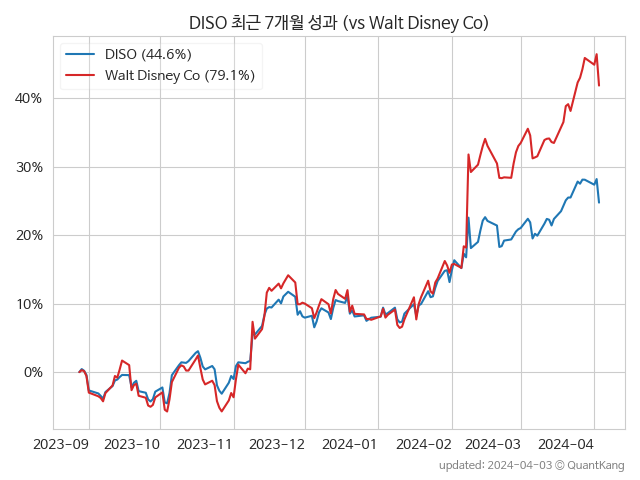 DISO 최근 7개월 성과 (vs Walt Disney Co)
DISO (44.6%)
Walt Disney Co (79.1%)
40%
30%
20%
10%
0%
2023-09 2023-10 2023-11 2023-12 2024-01 2024-02 2024-03 2024-04
updated: 2024-04-03 © QuantKang